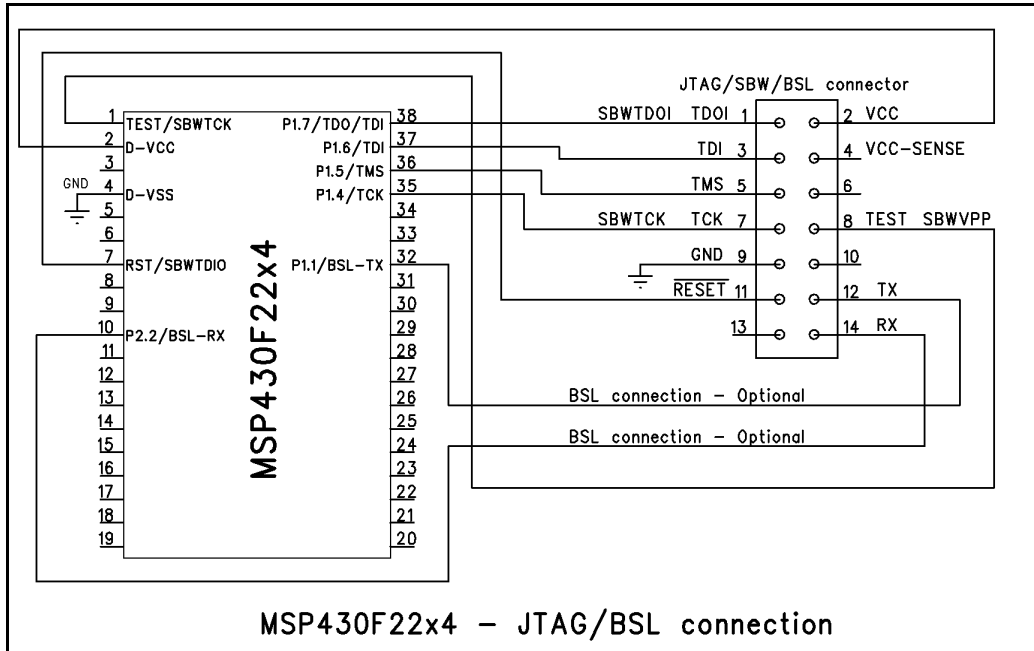 JTAG/SBW/BSL connector
1 TEST/SBWTCK
2 D-VCC
3
GND 4 D-VSS
5
6
7 RST/SBWTDIO
8
9
10 P2.2/BSL-RX
11
12
13
14
15
16
17
18
19
MSP430F22x4
P1.7/TDO/TDI 38
P1.6/TDI 37
P1.5/TMS 36
P1.4/TCK 35
34
33
P1.1/BSL-TX 32
31
30
29
28
27
26
25
24
23
22
21
20
SBWTDOI TDOI 1
TDI 3
TMS 5
SBWTCK TCK 7
GND 9
RESET 11
13
2 VCC
4 VCC-SENSE
6
8 TEST SBWVPP
10
12 TX
14 RX
BSL connection - Optional
BSL connection - Optional
MSP430F22x4 - JTAG/BSL connection